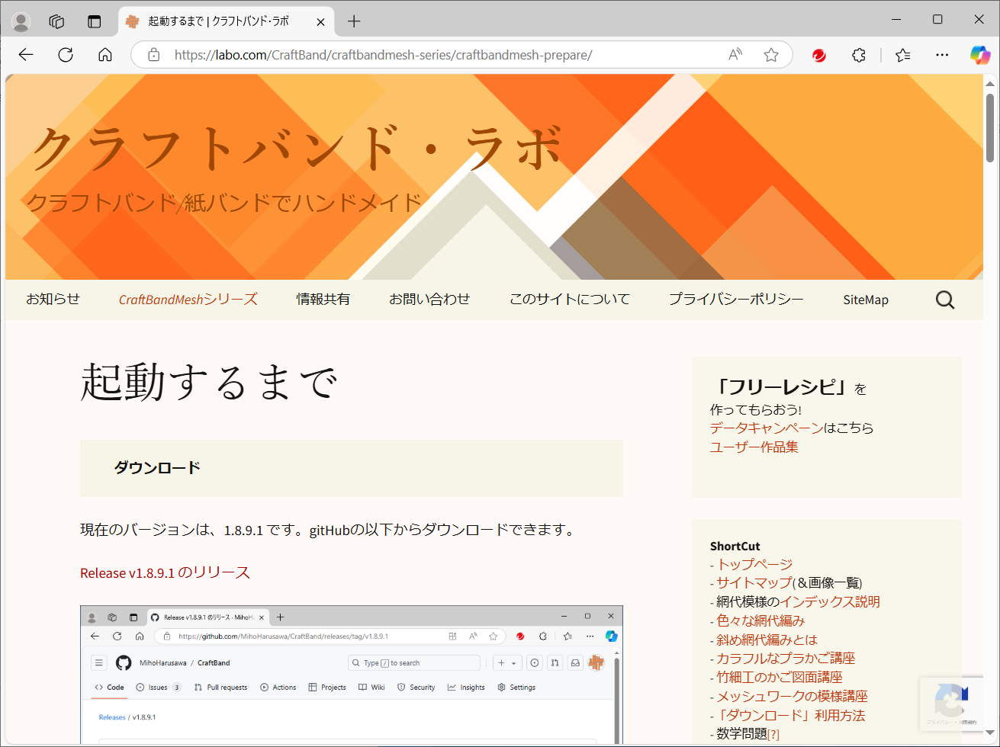 起動するまで | クラフトバンド・ラボ
https://labo.com/CraftBand/craftbandmesh-series/craftbandmesh-prepare/
クラフトバンド・ラボ
クラフトバンド/紙バンドでハンドメイド
お知らせ CraftBandMeshシリーズ 情報共有 お問い合わせ このサイトについて プライバシーポリシー SiteMap
起動するまで
ダウンロード
現在のバージョンは、1.8.9.1 です。gitHubの以下からダウンロードできます。
Release v1.8.9.1 のリリース
Release v1.8.9.1 のリリース · MihoHa
https://github.com/MihoHarusawa/CraftBand/releases/tag/v1.8.9.1
MihoHarusawa / CraftBand
Type / to search
Code Issues 3 Pull requests Actions Projects Wiki Security Insights Settings
Releases / v1.8.9.1
「フリーレシピ」を
作ってもらおう!
データキャンペーンはこちら
ユーザー作品集
ShortCut
- トップページ
- サイトマップ(＆画像一覧)
- 網代模様のインデックス説明
- 色々な網代編み
- 斜め網代編みとは
- カラフルなプラかご講座
- 竹細工のかご図面講座
- メッシュワークの模様講座
- 「ダウンロード」利用方法
- 数学問題[?]
プライバシー - 利用規約